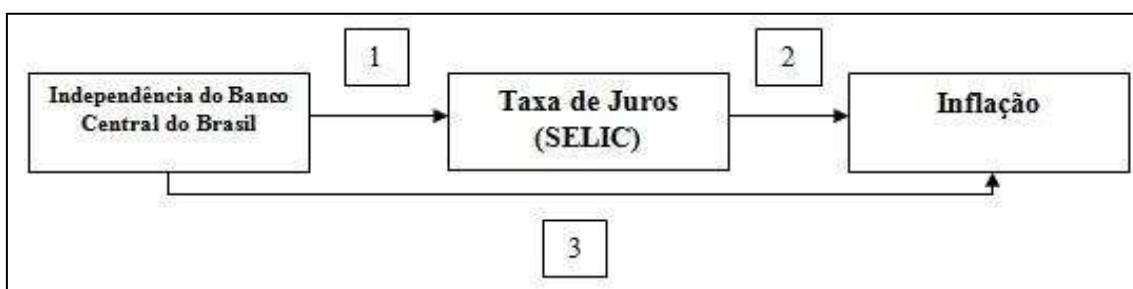 1
2
Independência do Banco
Central do Brasil
Taxa de Juros
(SELIC)
Inflação
3